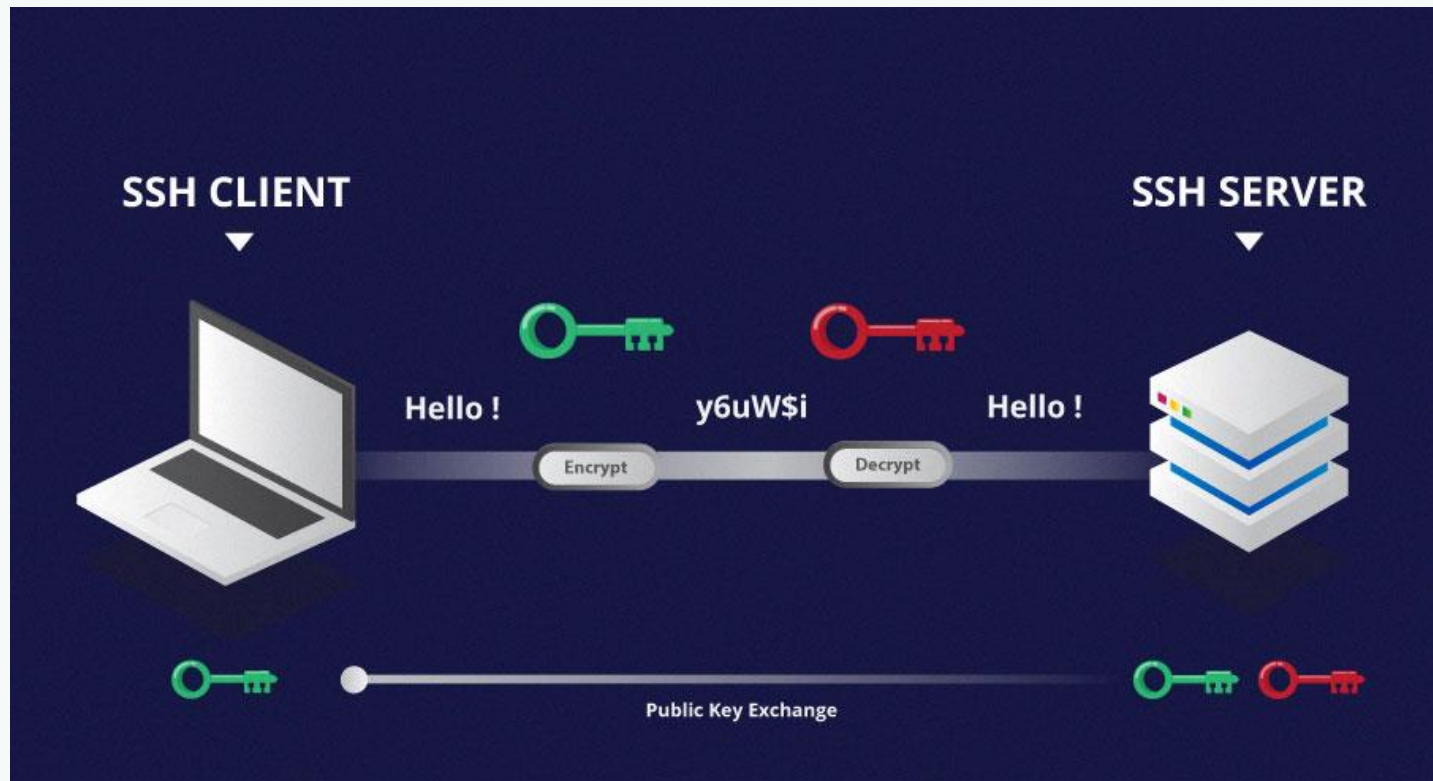 SSH CLIENT
SSH SERVER
Hello !
y6uW$i
Hello !
Encrypt
Decrypt
Public Key Exchange